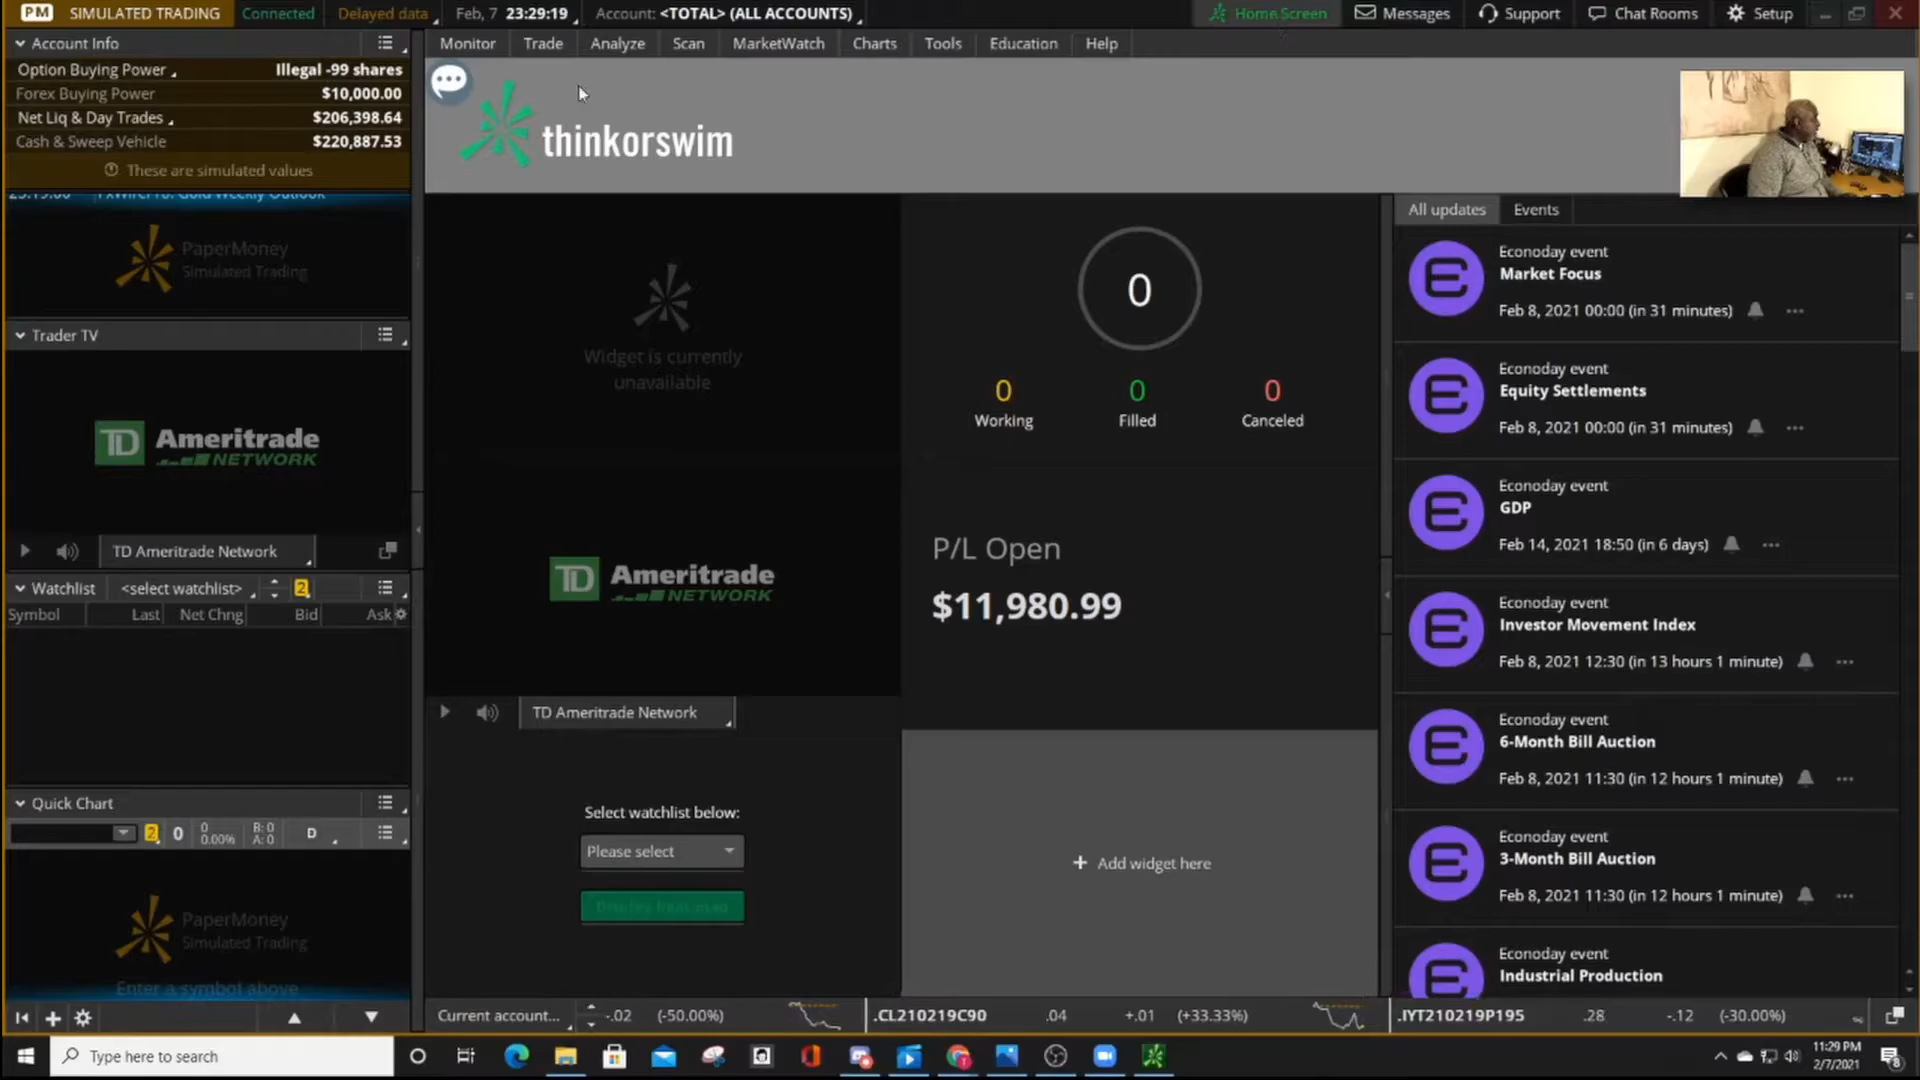 PM SIMULATED TRADING Connected Delayed data Feb, 7 23:29:19 Account: <TOTAL> (ALL ACCOUNTS) Home Screen Messages Support Chat Rooms Setup
Account Info
Monitor Trade Analyze Scan MarketWatch Charts Tools Education Help
Option Buying Power Illegal -99 shares
Forex Buying Power $10,000.00
Net Liq & Day Trades $206,398.64
Cash & Sweep Vehicle $220,887.53
These are simulated values
Gold Weekly Outlook
PaperMoney
Simulated Trading
Trader TV
TD Ameritrade
NETWORK
TD Ameritrade Network
Watchlist <select watchlist> 2
Symbol Last Net Chng Bid Ask
Quick Chart
2 0 0 0.00% B: 0 A: 0 D
PaperMoney
Simulated Trading
Enter a symbol above
thinkorswim
Widget is currently
unavailable
0
0 0 0
Working Filled Canceled
TD Ameritrade
NETWORK
P/L Open
$11,980.99
TD Ameritrade Network
Select watchlist below:
Please select
+ Add widget here
All updates Events
Econoday event
Market Focus
Feb 8, 2021 00:00 (in 31 minutes)
Econoday event
Equity Settlements
Feb 8, 2021 00:00 (in 31 minutes)
Econoday event
GDP
Feb 14, 2021 18:50 (in 6 days)
Econoday event
Investor Movement Index
Feb 8, 2021 12:30 (in 13 hours 1 minute)
Econoday event
6-Month Bill Auction
Feb 8, 2021 11:30 (in 12 hours 1 minute)
Econoday event
3-Month Bill Auction
Feb 8, 2021 11:30 (in 12 hours 1 minute)
Econoday event
Industrial Production
Current account... -.02 (-50.00%) .CL210219C90 .04 +.01 (+33.33%) .IYT210219P195 .28 -.12 (-30.00%)
Type here to search
11:29 PM
2/7/2021
8